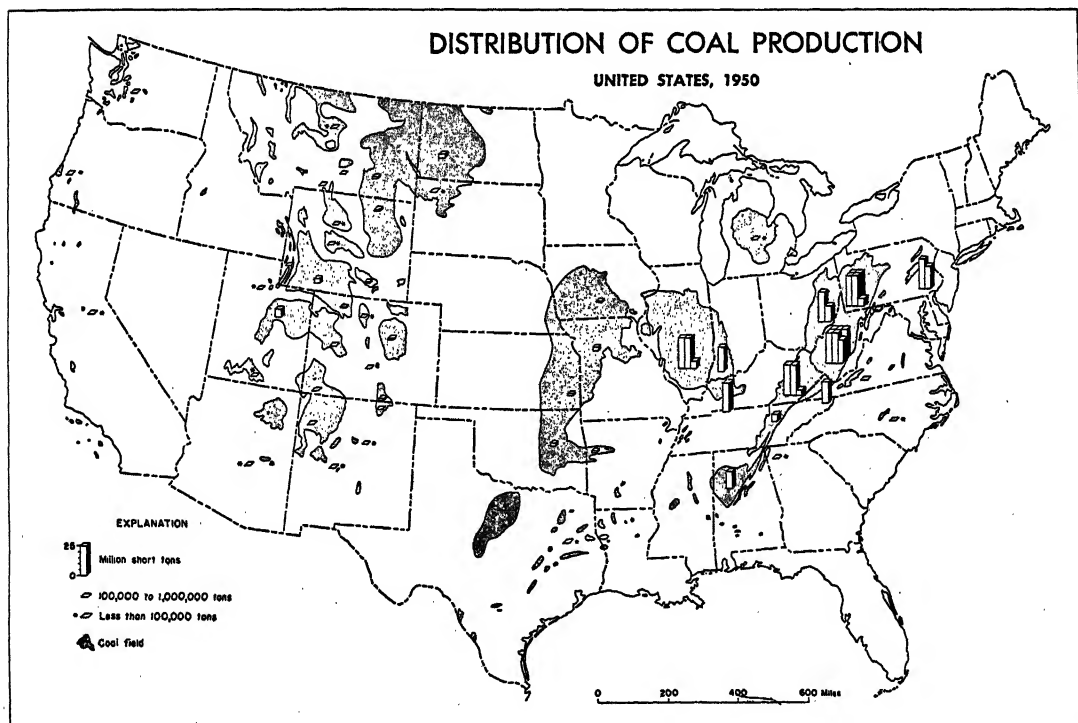 DISTRIBUTION OF COAL PRODUCTION
UNITED STATES, 1950
EXPLANATION
25
Million short tons
0
100,000 to 1,000,000 tons
Less than 100,000 tons
Coal field
0 200 400 600 Miles